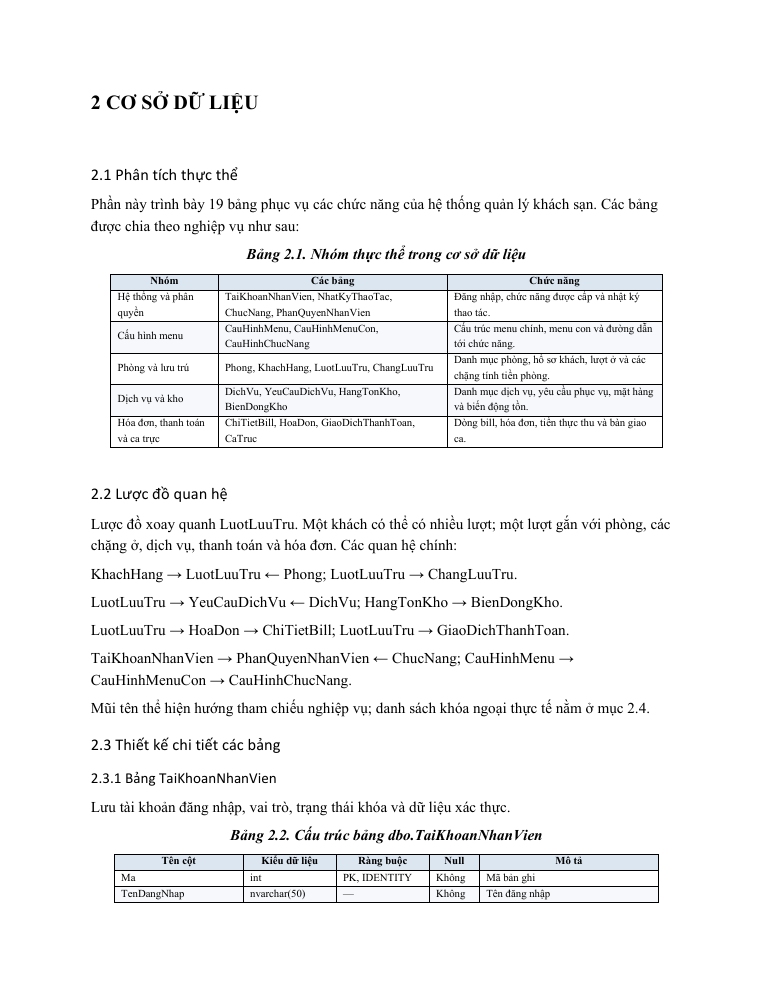 2 CƠ SỞ DỮ LIỆU
2.1 Phân tích thực thể
Phần này trình bày 19 bảng phục vụ các chức năng của hệ thống quản lý khách sạn. Các bảng
được chia theo nghiệp vụ như sau:
Bảng 2.1. Nhóm thực thể trong cơ sở dữ liệu
Nhóm Các bảng Chức năng
Hệ thống và phân quyền TaiKhoanNhanVien, NhatKyThaoTac, ChucNang, PhanQuyenNhanVien Đăng nhập, chức năng được cấp và nhật ký thao tác.
Cấu hình menu CauHinhMenu, CauHinhMenuCon, CauHinhChucNang Cấu trúc menu chính, menu con và đường dẫn tới chức năng.
Phòng và lưu trú Phong, KhachHang, LuotLuuTru, ChangLuuTru Danh mục phòng, hồ sơ khách, lượt ở và các chặng tính tiền phòng.
Dịch vụ và kho DichVu, YeuCauDichVu, HangTonKho, BienDongKho Danh mục dịch vụ, yêu cầu phục vụ, mặt hàng và biến động tồn.
Hóa đơn, thanh toán và ca trực ChiTietBill, HoaDon, GiaoDichThanhToan, CaTruc Dòng bill, hóa đơn, tiền thực thu và bàn giao ca.
2.2 Lược đồ quan hệ
Lược đồ xoay quanh LuotLuuTru. Một khách có thể có nhiều lượt; một lượt gắn với phòng, các
chặng ở, dịch vụ, thanh toán và hóa đơn. Các quan hệ chính:
KhachHang → LuotLuuTru ← Phong; LuotLuuTru → ChangLuuTru.
LuotLuuTru → YeuCauDichVu ← DichVu; HangTonKho → BienDongKho.
LuotLuuTru → HoaDon → ChiTietBill; LuotLuuTru → GiaoDichThanhToan.
TaiKhoanNhanVien → PhanQuyenNhanVien ← ChucNang; CauHinhMenu →
CauHinhMenuCon → CauHinhChucNang.
Mũi tên thể hiện hướng tham chiếu nghiệp vụ; danh sách khóa ngoại thực tế nằm ở mục 2.4.
2.3 Thiết kế chi tiết các bảng
2.3.1 Bảng TaiKhoanNhanVien
Lưu tài khoản đăng nhập, vai trò, trạng thái khóa và dữ liệu xác thực.
Bảng 2.2. Cấu trúc bảng dbo.TaiKhoanNhanVien
Tên cột Kiểu dữ liệu Ràng buộc Null Mô tả
Ma int PK, IDENTITY Không Mã bản ghi
TenDangNhap nvarchar(50) — Không Tên đăng nhập